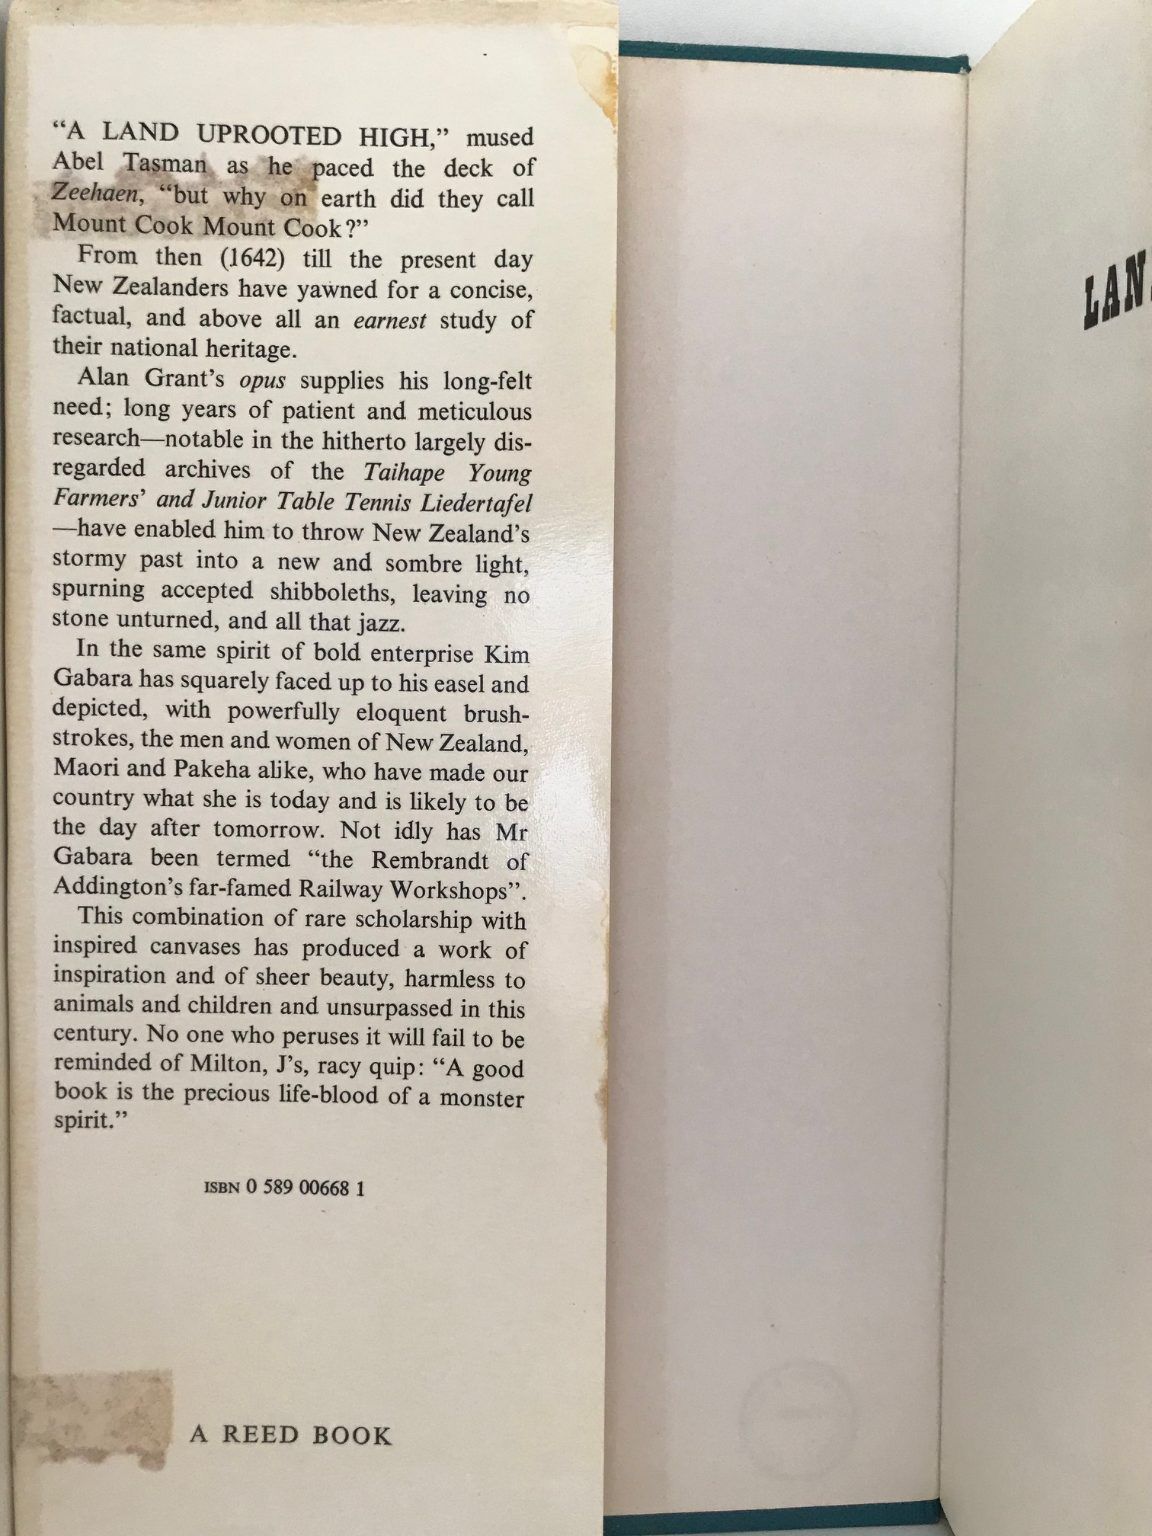 “A LAND UPROOTED HIGH,” mused
Abel Tasman as he paced the deck of
Zeehaen, “but why on earth did they call
Mount Cook Mount Cook?”
From then (1642) till the present day
New Zealanders have yawned for a concise,
factual, and above all an earnest study of
their national heritage.
Alan Grant’s opus supplies his long-felt
need; long years of patient and meticulous
research—notable in the hitherto largely dis-
regarded archives of the Taihape Young
Farmers’ and Junior Table Tennis Liedertafel
—have enabled him to throw New Zealand’s
stormy past into a new and sombre light,
spurning accepted shibboleths, leaving no
stone unturned, and all that jazz.
In the same spirit of bold enterprise Kim
Gabara has squarely faced up to his easel and
depicted, with powerfully eloquent brush-
strokes, the men and women of New Zealand,
Maori and Pakeha alike, who have made our
country what she is today and is likely to be
the day after tomorrow. Not idly has Mr
Gabara been termed “the Rembrandt of
Addington’s far-famed Railway Workshops”.
This combination of rare scholarship with
inspired canvases has produced a work of
inspiration and of sheer beauty, harmless to
animals and children and unsurpassed in this
century. No one who peruses it will fail to be
reminded of Milton, J’s, racy quip: “A good
book is the precious life-blood of a monster
spirit.”
ISBN 0 589 00668 1
A REED BOOK
LAN